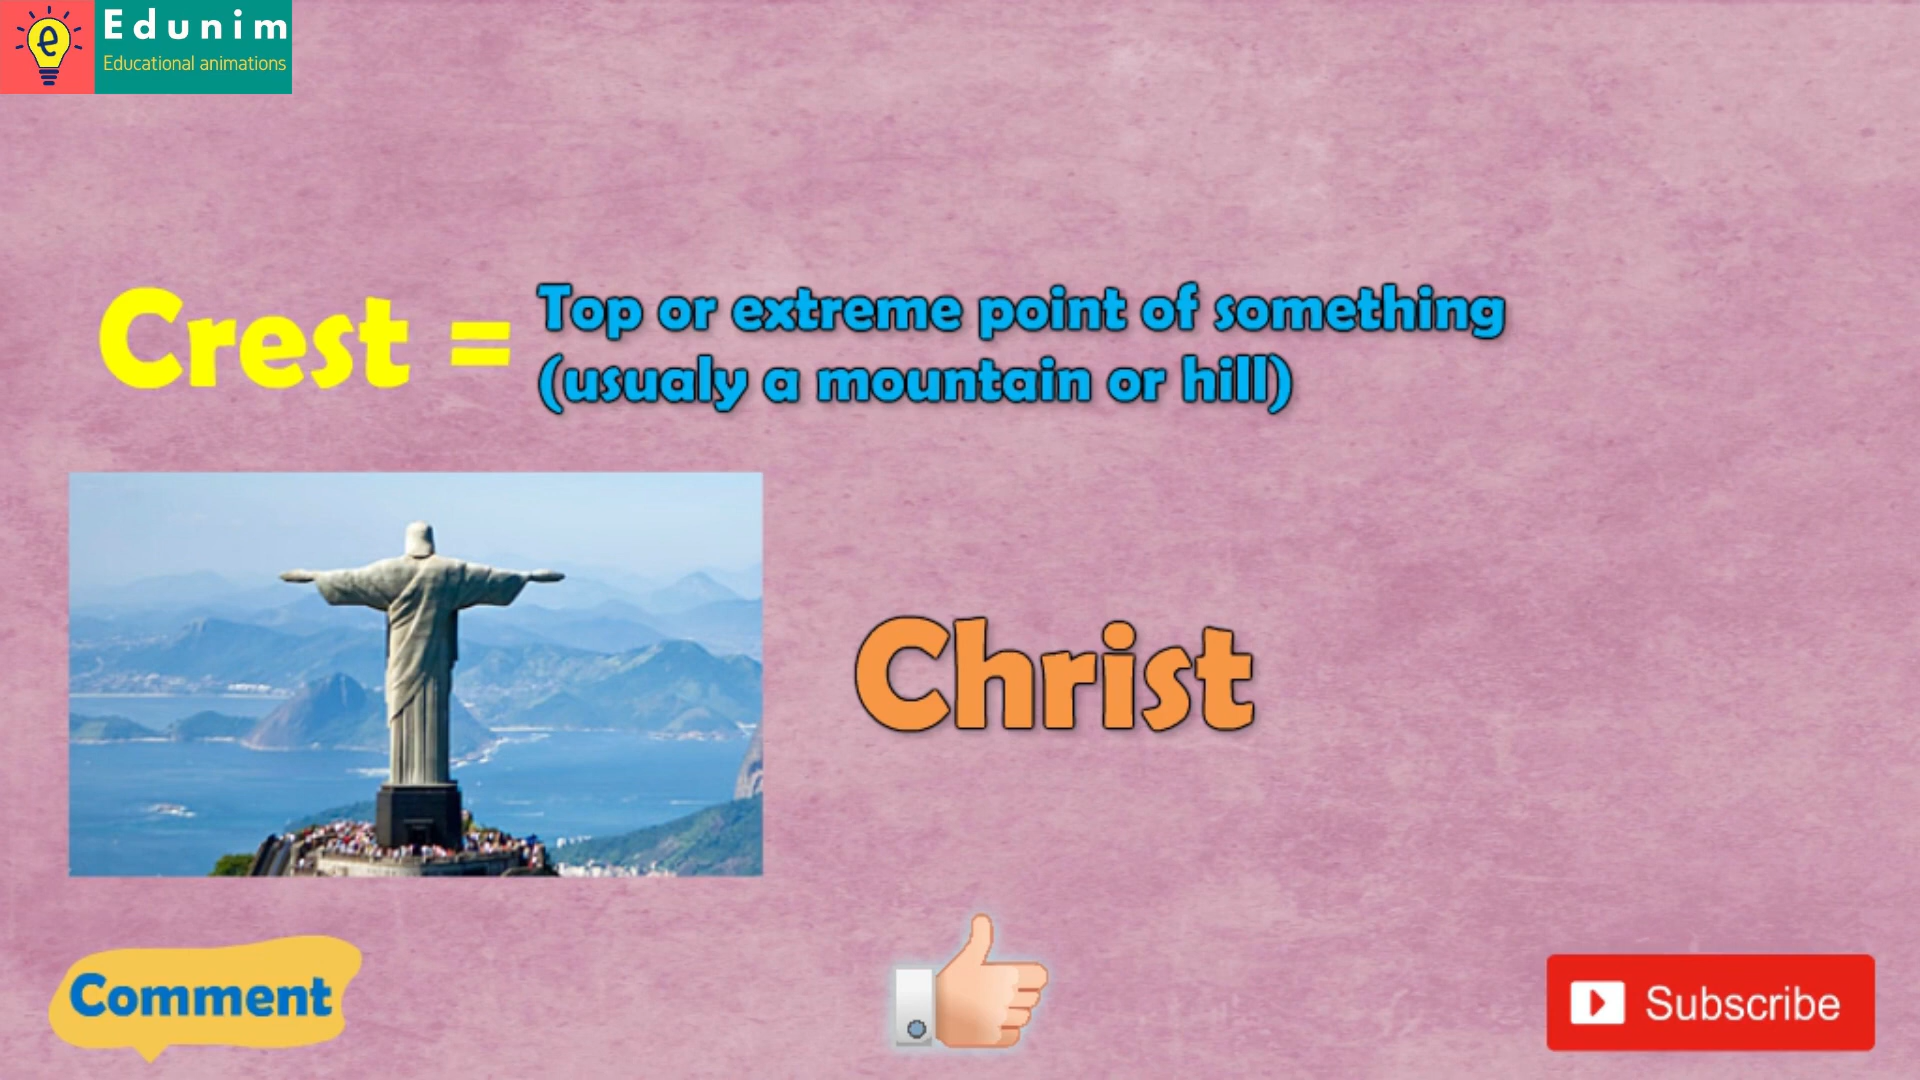 Edunim
Educational animations
Crest =
Top or extreme point of something
(usualy a mountain or hill)
Christ
Comment
Subscribe